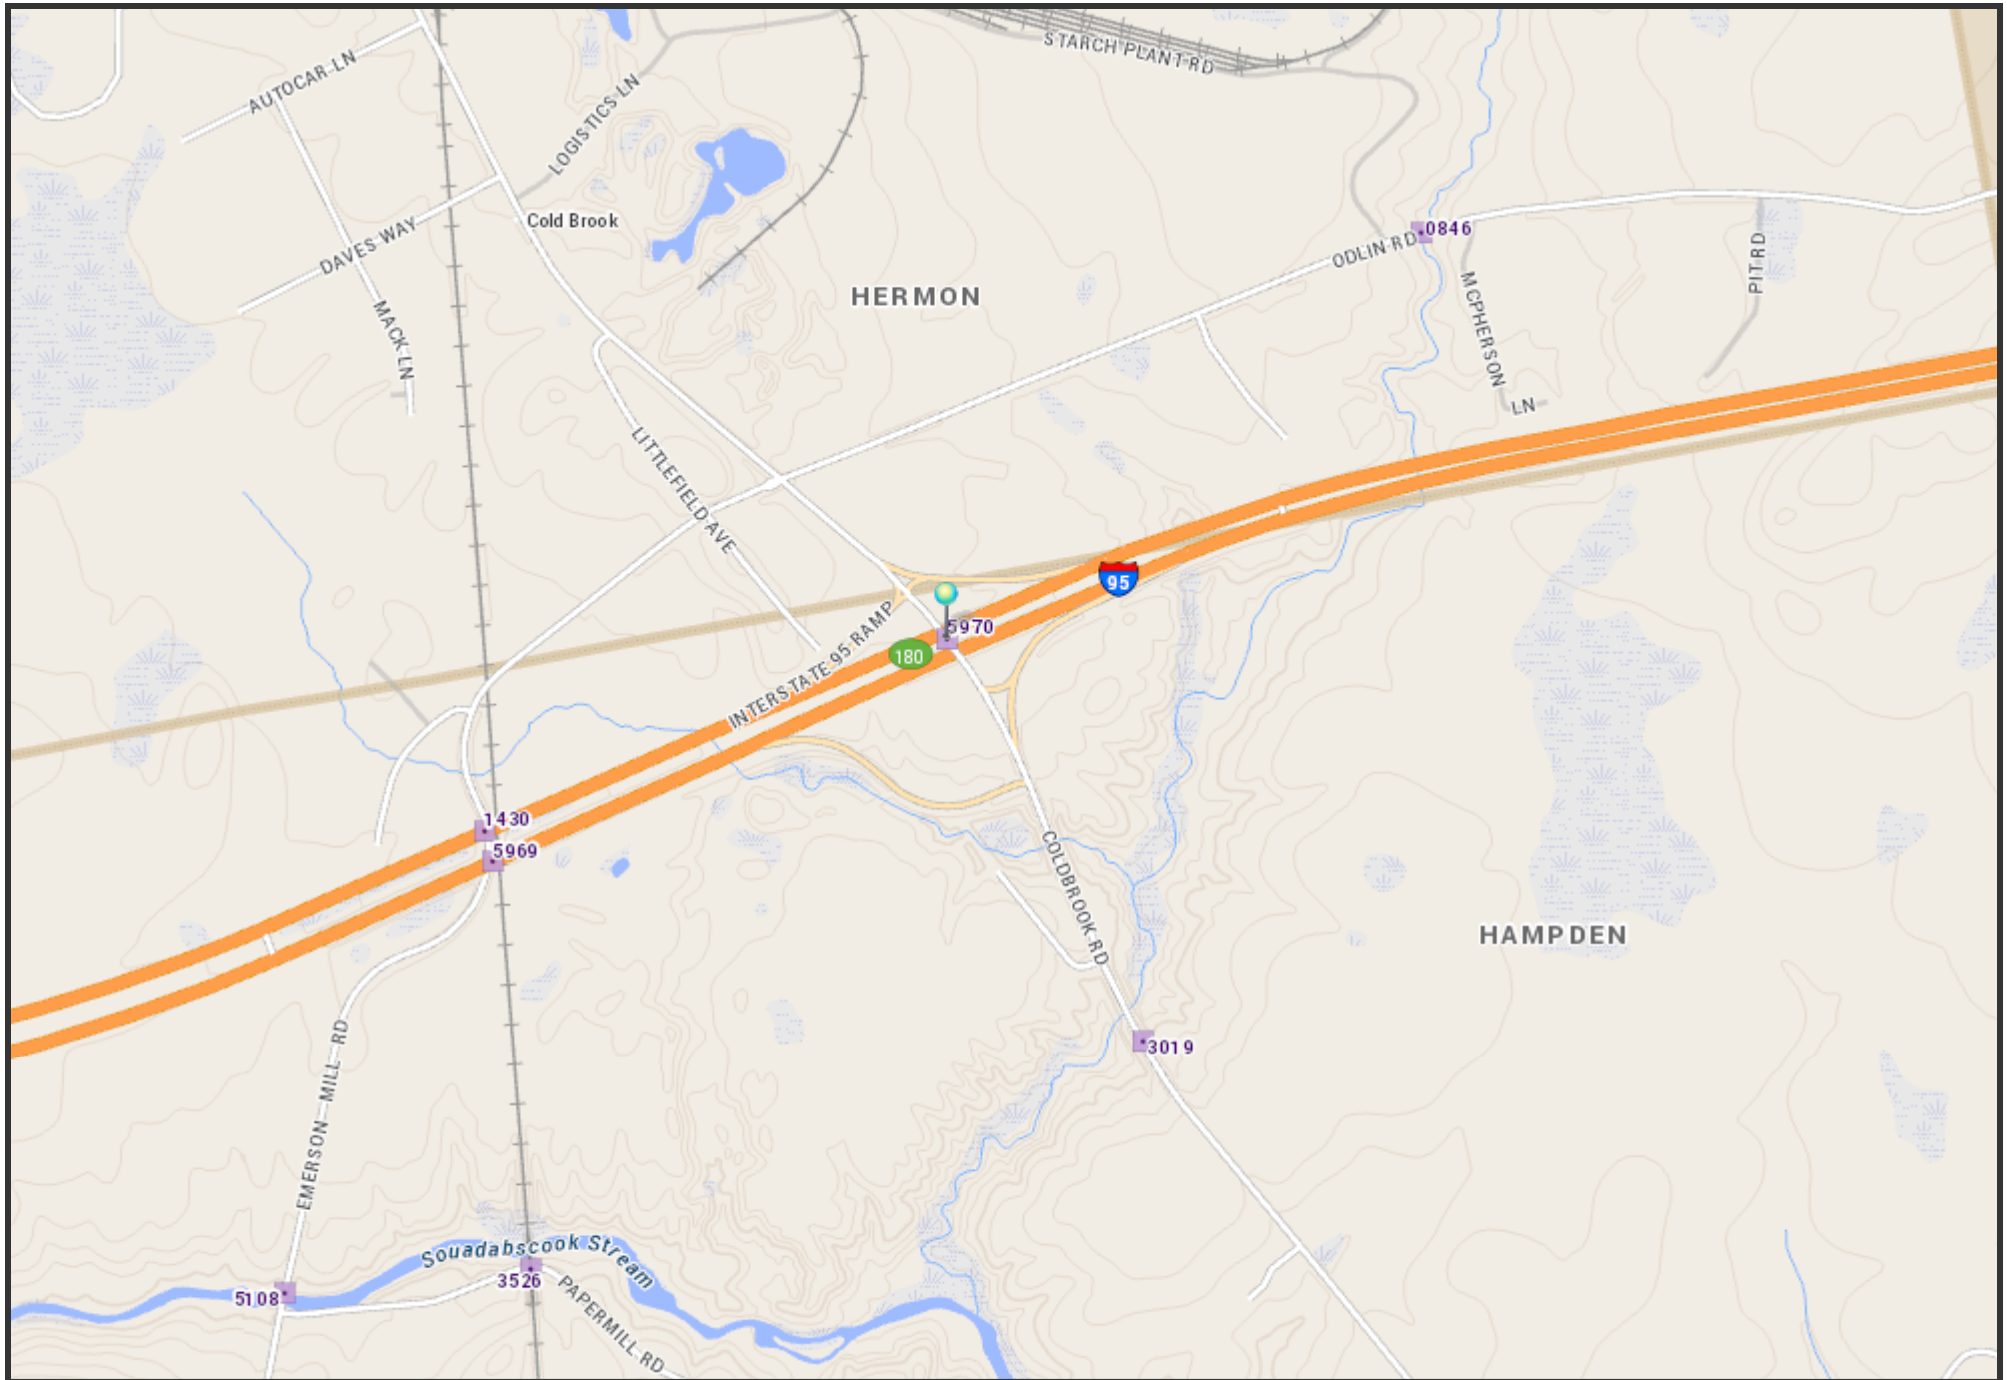 STARCH PLANT RD
AUTOCAR LN
LOGISTICS LN
Cold Brook
0846
ODLIN RD
DAVES WAY
PIT RD
HERMON
MACK LN
MCPHERSON
LN
LITTLEFIELD AVE
95
5970
180
INTERSTATE 95 RAMP
1430
5969
COLDBROOK RD
HAMPDEN
3019
EMERSON MILL RD
Souadabscook Stream
3526
5108
PAPERMILL RD